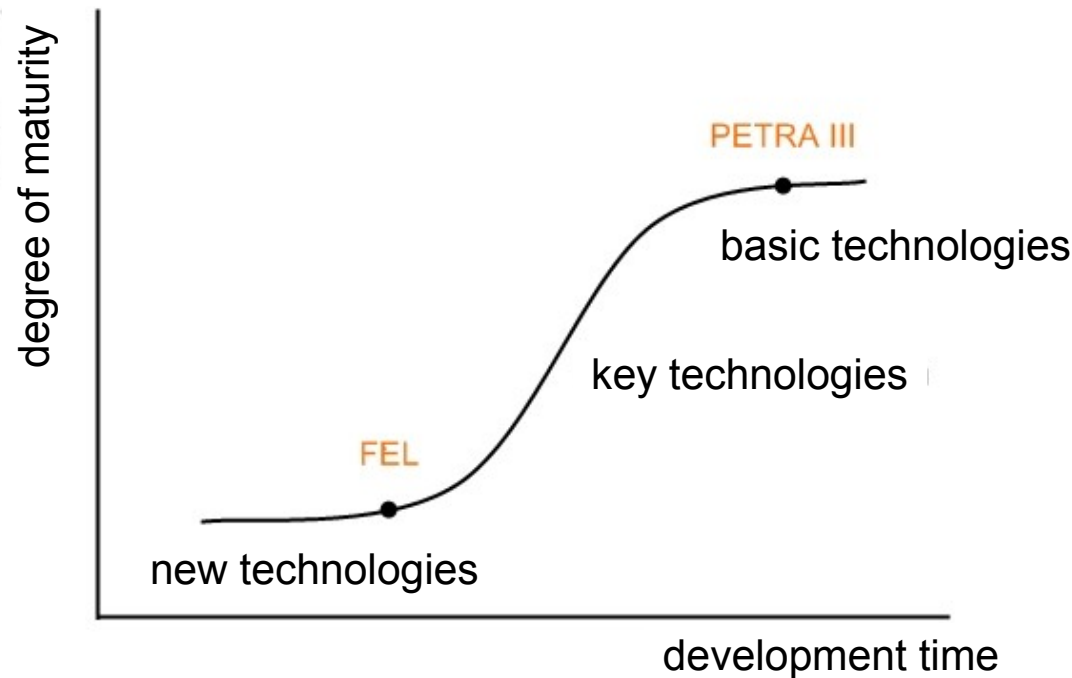 degree of maturity
PETRA III
basic technologies
key technologies
FEL
new technologies
development time